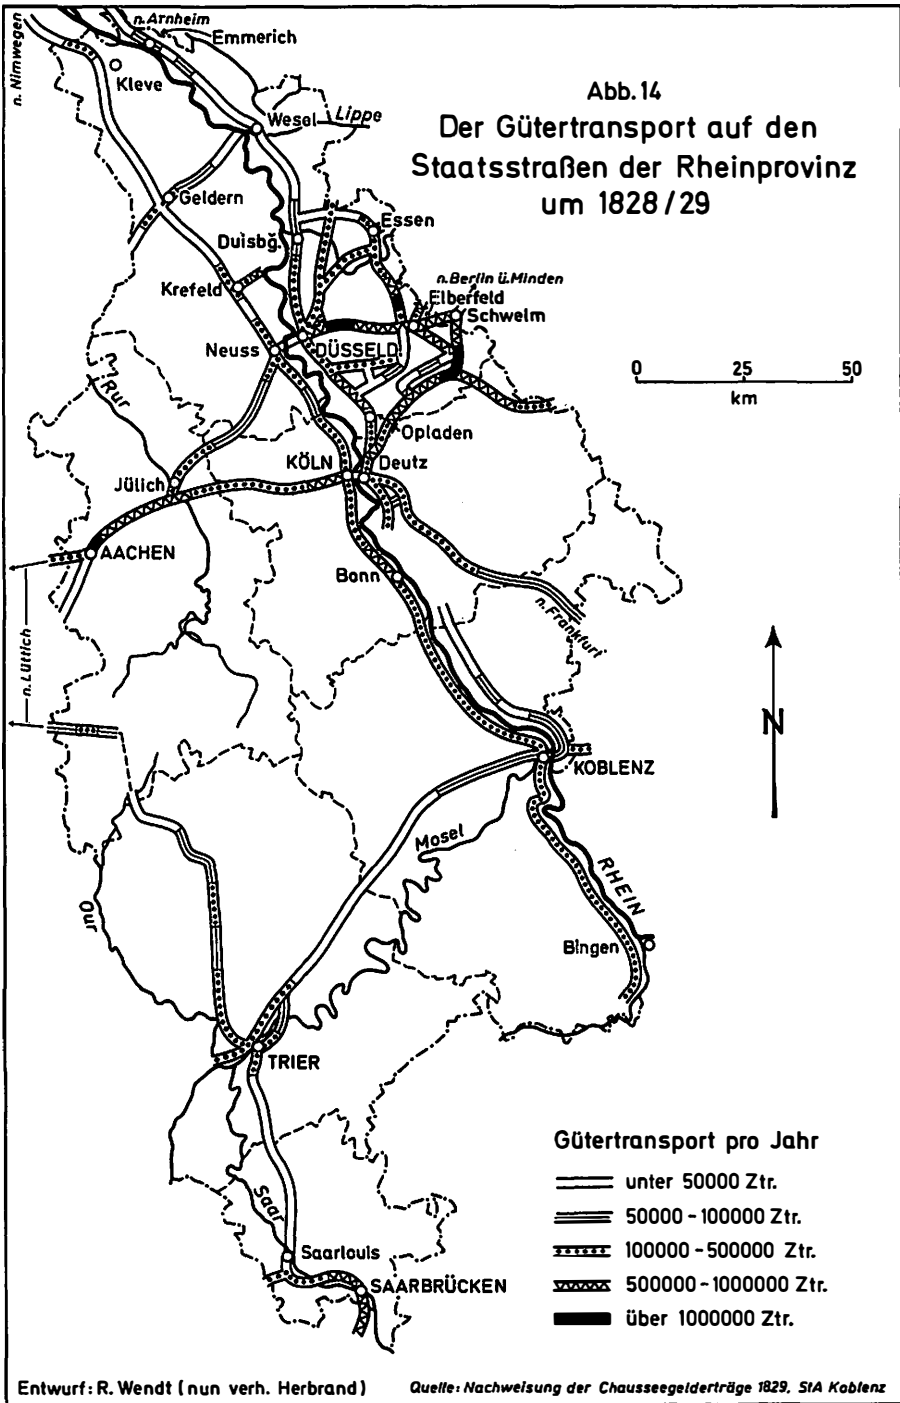 n. Nimwegen
n. Arnheim
Emmerich
Kleve
Abb. 14
Der Gütertransport auf den
Staatsstraßen der Rheinprovinz
um 1828/29
Wesel
Lippe
Geldern
Duisbg.
Essen
n. Berlin ü. Minden
Krefeld
Elberfeld
Schwelm
Neuss
DÜSSELD.
0 25 50
km
Rur
Opladen
KÖLN
Deutz
Jülich
AACHEN
Bonn
n. Frankfurt
n. Lüttich
N
KOBLENZ
Mosel
RHEIN
Our
Bingen
TRIER
Saar
Saarlouis
SAARBRÜCKEN
Gütertransport pro Jahr
unter 50000 Ztr.
50000 - 100000 Ztr.
100000 - 500000 Ztr.
500000 - 1000000 Ztr.
über 1000000 Ztr.
Entwurf: R. Wendt (nun verh. Herbrand)
Quelle: Nachweisung der Chausseegelderträge 1829, StA Koblenz